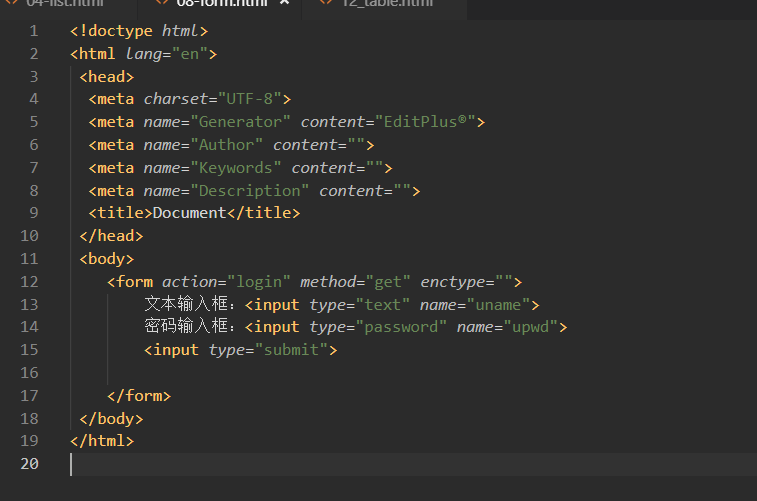 04-list.html 08-form.html × 12_table.html
1 <!doctype html>
2 <html lang="en">
3 <head>
4 <meta charset="UTF-8">
5 <meta name="Generator" content="EditPlus®">
6 <meta name="Author" content="">
7 <meta name="Keywords" content="">
8 <meta name="Description" content="">
9 <title>Document</title>
10 </head>
11 <body>
12 <form action="login" method="get" enctype="">
13 文本输入框：<input type="text" name="uname">
14 密码输入框：<input type="password" name="upwd">
15 <input type="submit">
16
17 </form>
18 </body>
19 </html>
20